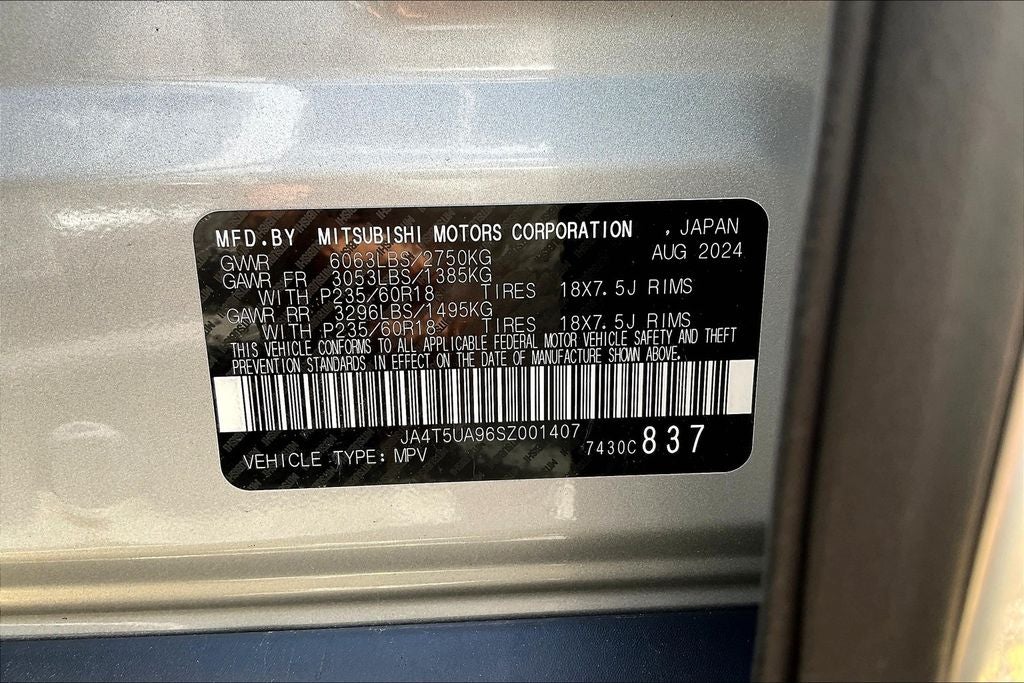 MFD.BY MITSUBISHI MOTORS CORPORATION , JAPAN
GVWR 6063LBS/2750KG AUG 2024
GAWR FR 3053LBS/1385KG
WITH P235/60R18 TIRES 18X7.5J RIMS
GAWR RR 3296LBS/1495KG
WITH P235/60R18 TIRES 18X7.5J RIMS
THIS VEHICLE CONFORMS TO ALL APPLICABLE FEDERAL MOTOR VEHICLE SAFETY AND THEFT
PREVENTION STANDARDS IN EFFECT ON THE DATE OF MANUFACTURE SHOWN ABOVE.
JA4T5UA96SZ001407
VEHICLE TYPE: MPV 7430C 837